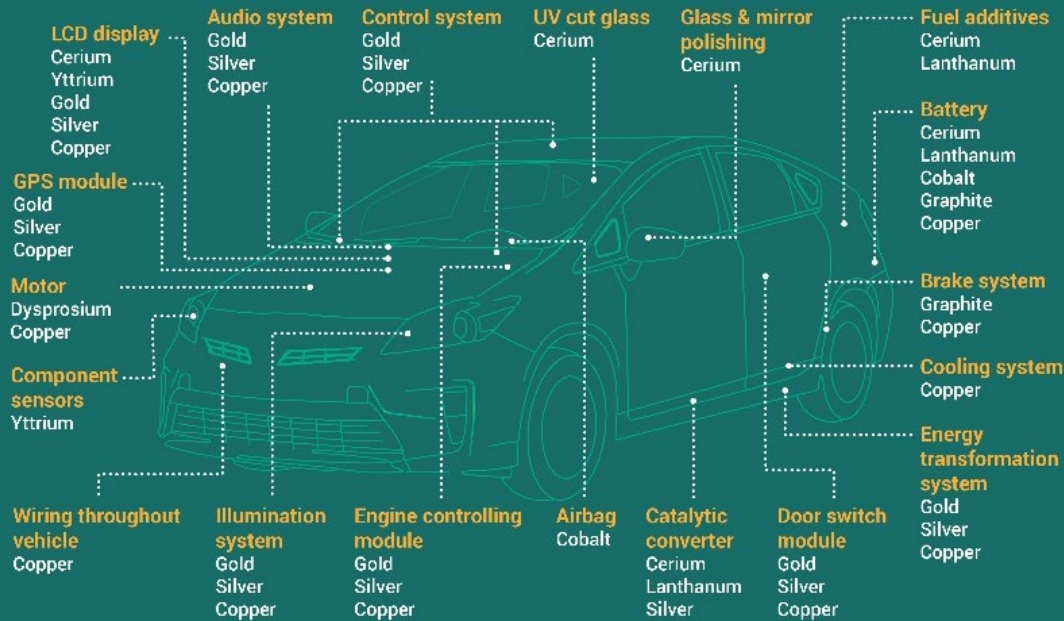 LCD display
Cerium
Yttrium
Gold
Silver
Copper
Audio system
Gold
Silver
Copper
Control system
Gold
Silver
Copper
UV cut glass
Cerium
Glass & mirror
polishing
Cerium
Fuel additives
Cerium
Lanthanum
Battery
Cerium
Lanthanum
Cobalt
Graphite
Copper
GPS module
Gold
Silver
Copper
Motor
Dysprosium
Copper
Component
sensors
Yttrium
Brake system
Graphite
Copper
Cooling system
Copper
Energy
transformation
system
Gold
Silver
Copper
Wiring throughout
vehicle
Copper
Illumination
system
Gold
Silver
Copper
Engine controlling
module
Gold
Silver
Copper
Airbag
Cobalt
Catalytic
converter
Cerium
Lanthanum
Silver
Door switch
module
Gold
Silver
Copper